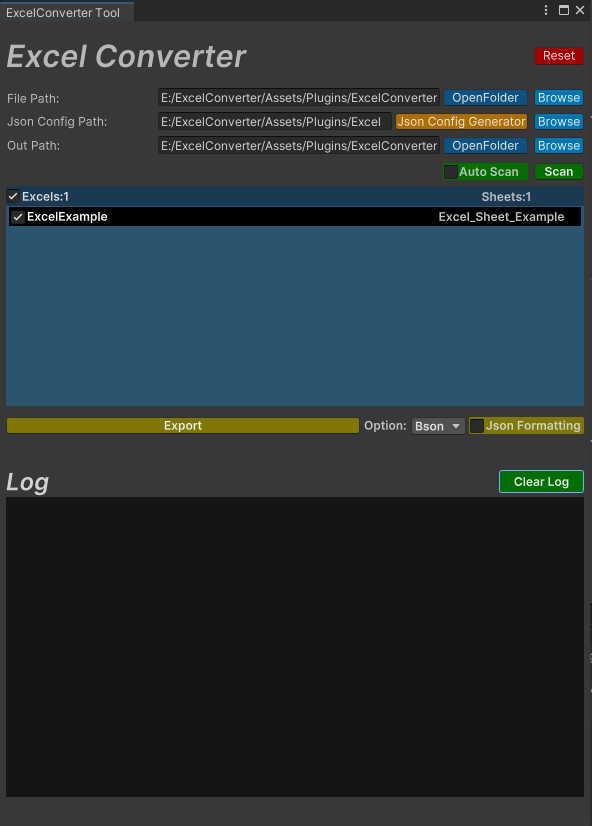 ExcelConverter Tool
Excel Converter
Reset
File Path: E:/ExcelConverter/Assets/Plugins/ExcelConverter OpenFolder Browse
Json Config Path: E:/ExcelConverter/Assets/Plugins/Excel Json Config Generator Browse
Out Path: E:/ExcelConverter/Assets/Plugins/ExcelConverter OpenFolder Browse
Auto Scan Scan
Excels:1 Sheets:1
ExcelExample Excel_Sheet_Example
Export Option: Bson Json Formatting
Log
Clear Log